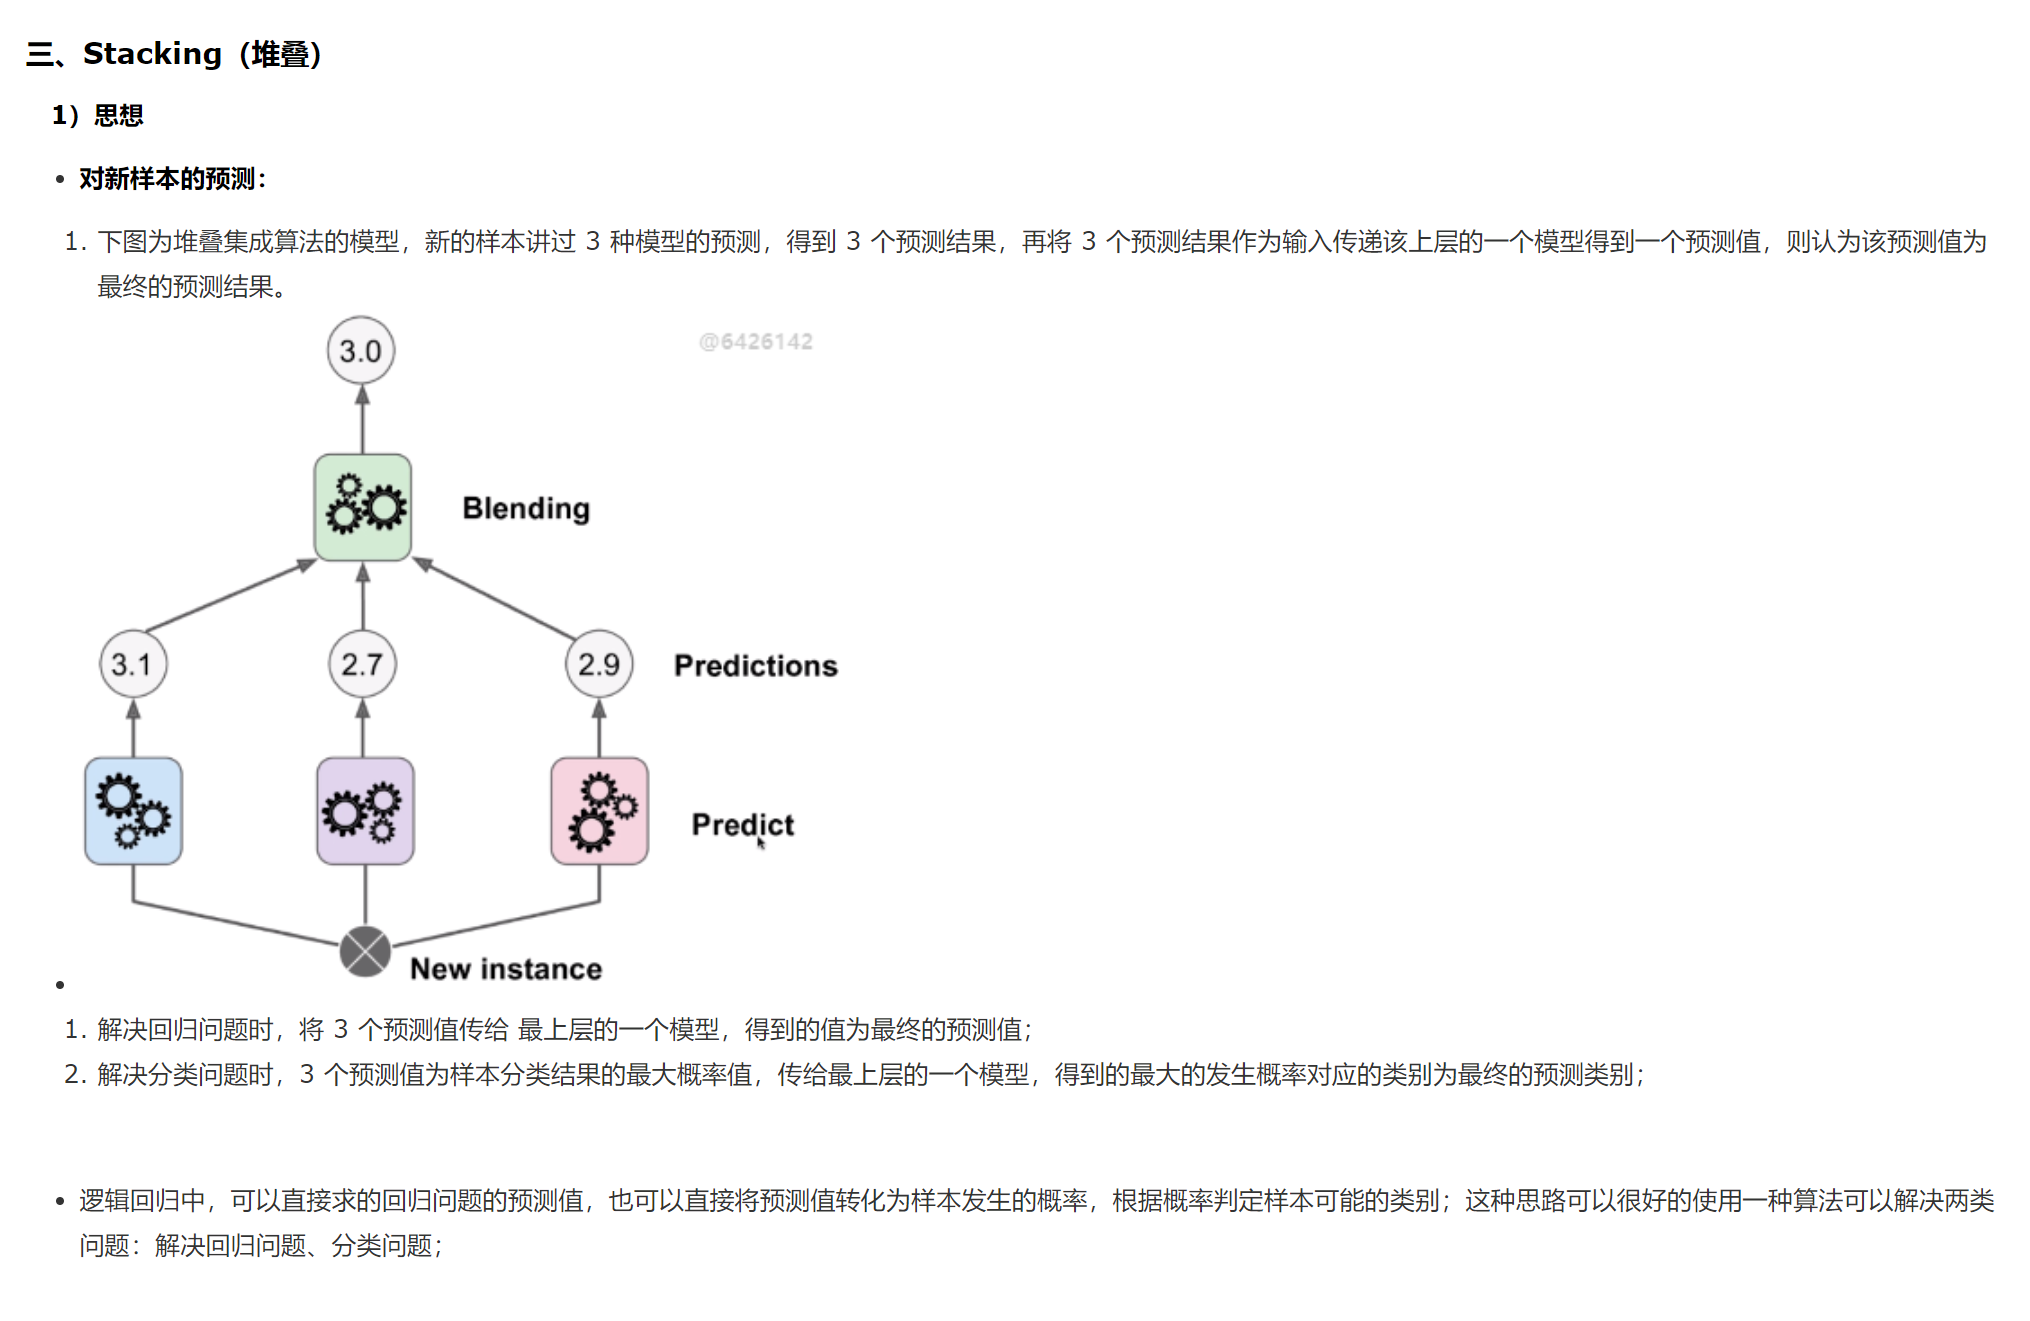 三、Stacking（堆叠）
1）思想
• 对新样本的预测：
1. 下图为堆叠集成算法的模型，新的样本讲过 3 种模型的预测，得到 3 个预测结果，再将 3 个预测结果作为输入传递该上层的一个模型得到一个预测值，则认为该预测值为
最终的预测结果。
@6426142
3.0
Blending
3.1
2.7
2.9
Predictions
Predict
New instance
1. 解决回归问题时，将 3 个预测值传给 最上层的一个模型，得到的值为最终的预测值；
2. 解决分类问题时，3 个预测值为样本分类结果的最大概率值，传给最上层的一个模型，得到的最大的发生概率对应的类别为最终的预测类别；
• 逻辑回归中，可以直接求的回归问题的预测值，也可以直接将预测值转化为样本发生的概率，根据概率判定样本可能的类别；这种思路可以很好的使用一种算法可以解决两类
问题：解决回归问题、分类问题；